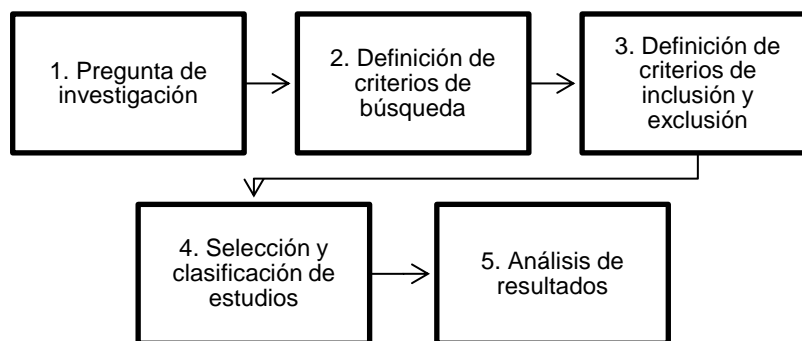 1. Pregunta de
investigación
2. Definición de
criterios de
búsqueda
3. Definición de
criterios de
inclusión y
exclusión
4. Selección y
clasificación de
estudios
5. Análisis de
resultados